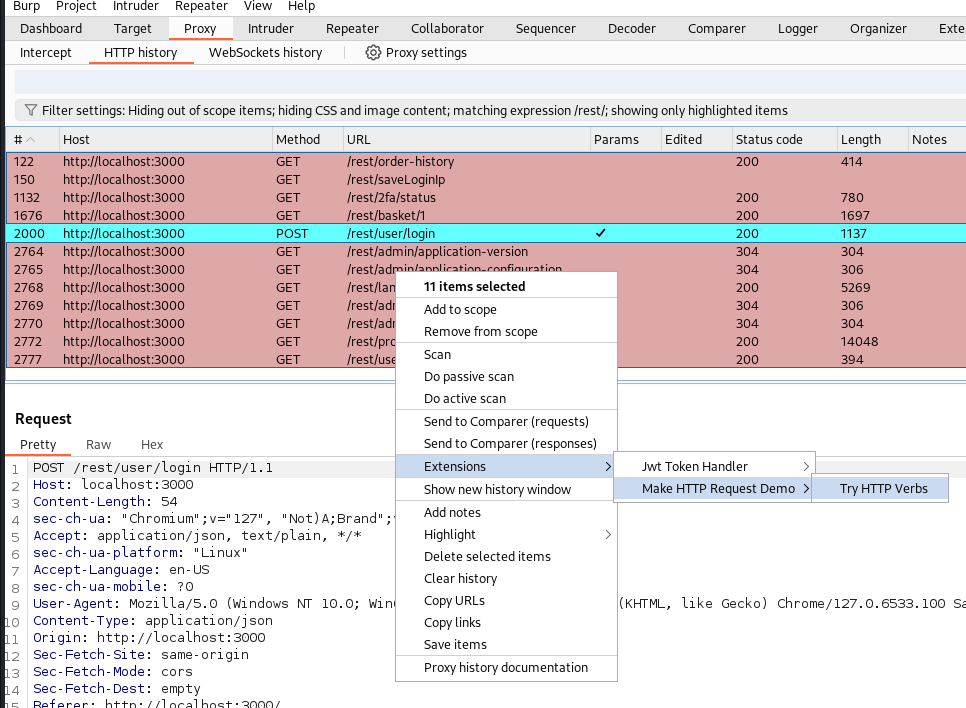 Burp Project Intruder Repeater View Help
Dashboard Target Proxy Intruder Repeater Collaborator Sequencer Decoder Comparer Logger Organizer Exte
Intercept HTTP history WebSockets history Proxy settings
Filter settings: Hiding out of scope items; hiding CSS and image content; matching expression /rest/; showing only highlighted items
# Host Method URL Params Edited Status code Length Notes
122 http://localhost:3000 GET /rest/order-history 200 414
150 http://localhost:3000 GET /rest/saveLoginIp
1132 http://localhost:3000 GET /rest/2fa/status 200 780
1676 http://localhost:3000 GET /rest/basket/1 200 1697
2000 http://localhost:3000 POST /rest/user/login ✓ 200 1137
2764 http://localhost:3000 GET /rest/admin/application-version 304 304
2765 http://localhost:3000 GET /rest/admin/application-configuration 304 306
2768 http://localhost:3000 GET /rest/lan 200 5269
2769 http://localhost:3000 GET /rest/adm 304 306
2770 http://localhost:3000 GET /rest/adm 304 304
2772 http://localhost:3000 GET /rest/pro 200 14048
2777 http://localhost:3000 GET /rest/use 200 394
11 items selected
Add to scope
Remove from scope
Scan
Do passive scan
Do active scan
Send to Comparer (requests)
Send to Comparer (responses)
Extensions
Show new history window
Add notes
Highlight
Delete selected items
Clear history
Copy URLs
Copy links
Save items
Proxy history documentation
Jwt Token Handler
Make HTTP Request Demo
Try HTTP Verbs
Request
Pretty Raw Hex
1 POST /rest/user/login HTTP/1.1
2 Host: localhost:3000
3 Content-Length: 54
4 sec-ch-ua: "Chromium";v="127", "Not)A;Brand";
5 Accept: application/json, text/plain, */*
6 sec-ch-ua-platform: "Linux"
7 Accept-Language: en-US
8 sec-ch-ua-mobile: ?0
9 User-Agent: Mozilla/5.0 (Windows NT 10.0; Win (KHTML, like Gecko) Chrome/127.0.6533.100 Sa
10 Content-Type: application/json
11 Origin: http://localhost:3000
12 Sec-Fetch-Site: same-origin
13 Sec-Fetch-Mode: cors
14 Sec-Fetch-Dest: empty
15 Referer: http://localhost:3000/